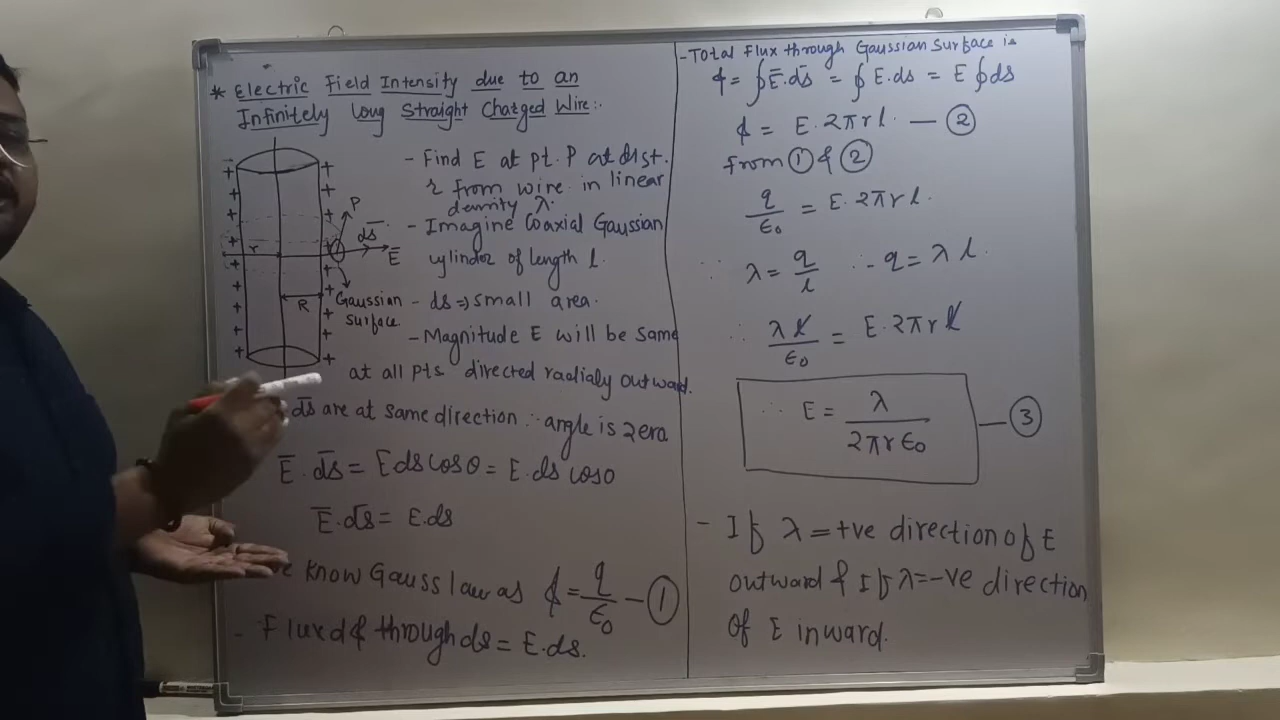 * Electric Field Intensity due to an
Infinitely long Straight Charged Wire:-
- Find E at pt. P at dist.
r from wire in linear
density λ.
- Imagine Coaxial Gaussian
cylinder of length l.
- ds => small area.
- Magnitude E will be same
at all pts directed radialy outward.
P
ds
E
r
R
Gaussian
surface
ds are at same direction ∴ angle is zero
E̅.ds̅ = E ds cosθ = E.ds cos0
E̅.ds̅ = E.ds
know Gauss law as ϕ = q/ε₀ — ①
- Flux dϕ through ds = E.ds.
- Total Flux through Gaussian Surface is
ϕ = ∮E̅.ds̅ = ∮E.ds = E∮ds
ϕ = E.2πrl. — ②
from ① & ②
q/ε₀ = E.2πrl.
∵ λ = q/l ∴ q = λl.
∴ λl/ε₀ = E.2πrl
∴ E = λ/2πrε₀ — ③
- If λ = +ve direction of E
outward & If λ = -ve direction
of E inward.